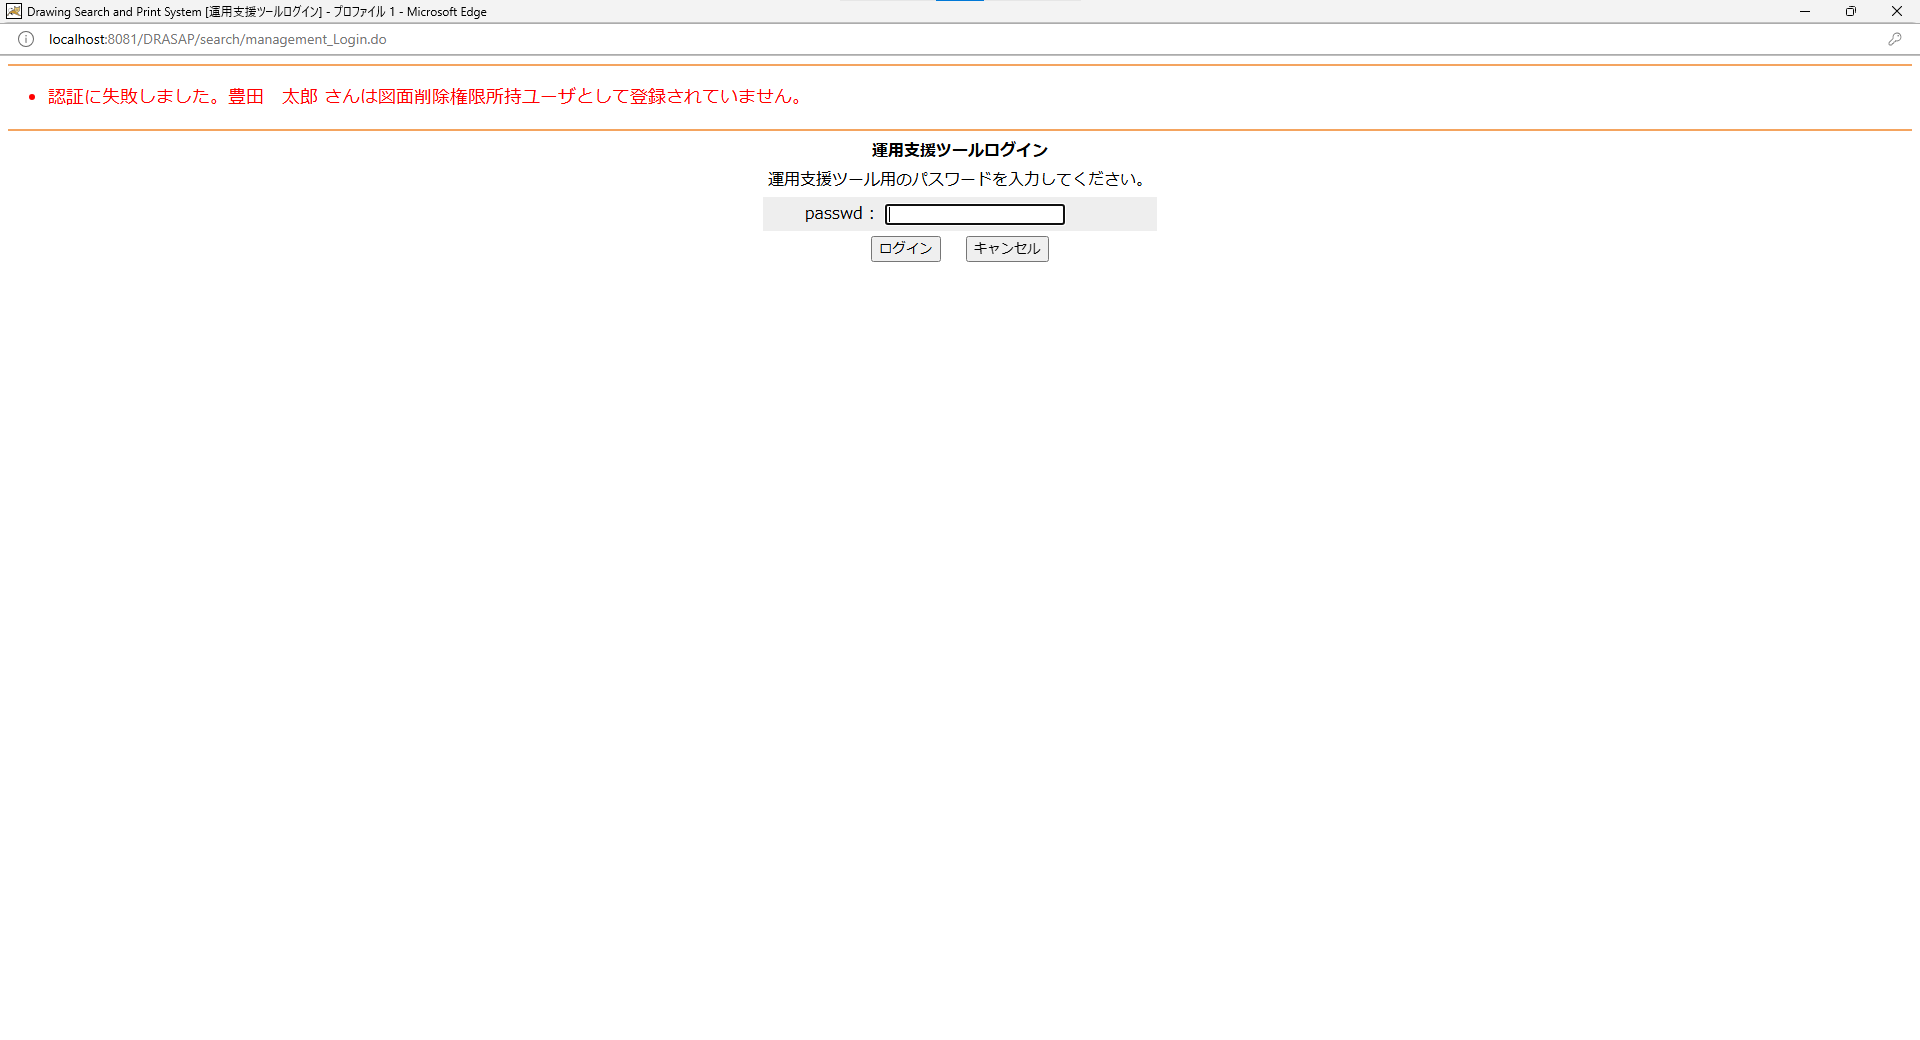 Drawing Search and Print System [運用支援ツールログイン] - プロファイル 1 - Microsoft Edge
localhost:8081/DRASAP/search/management_Login.do
• 認証に失敗しました。豊田　太郎 さんは図面削除権限所持ユーザとして登録されていません。
運用支援ツールログイン
運用支援ツール用のパスワードを入力してください。
passwd :
ログイン キャンセル